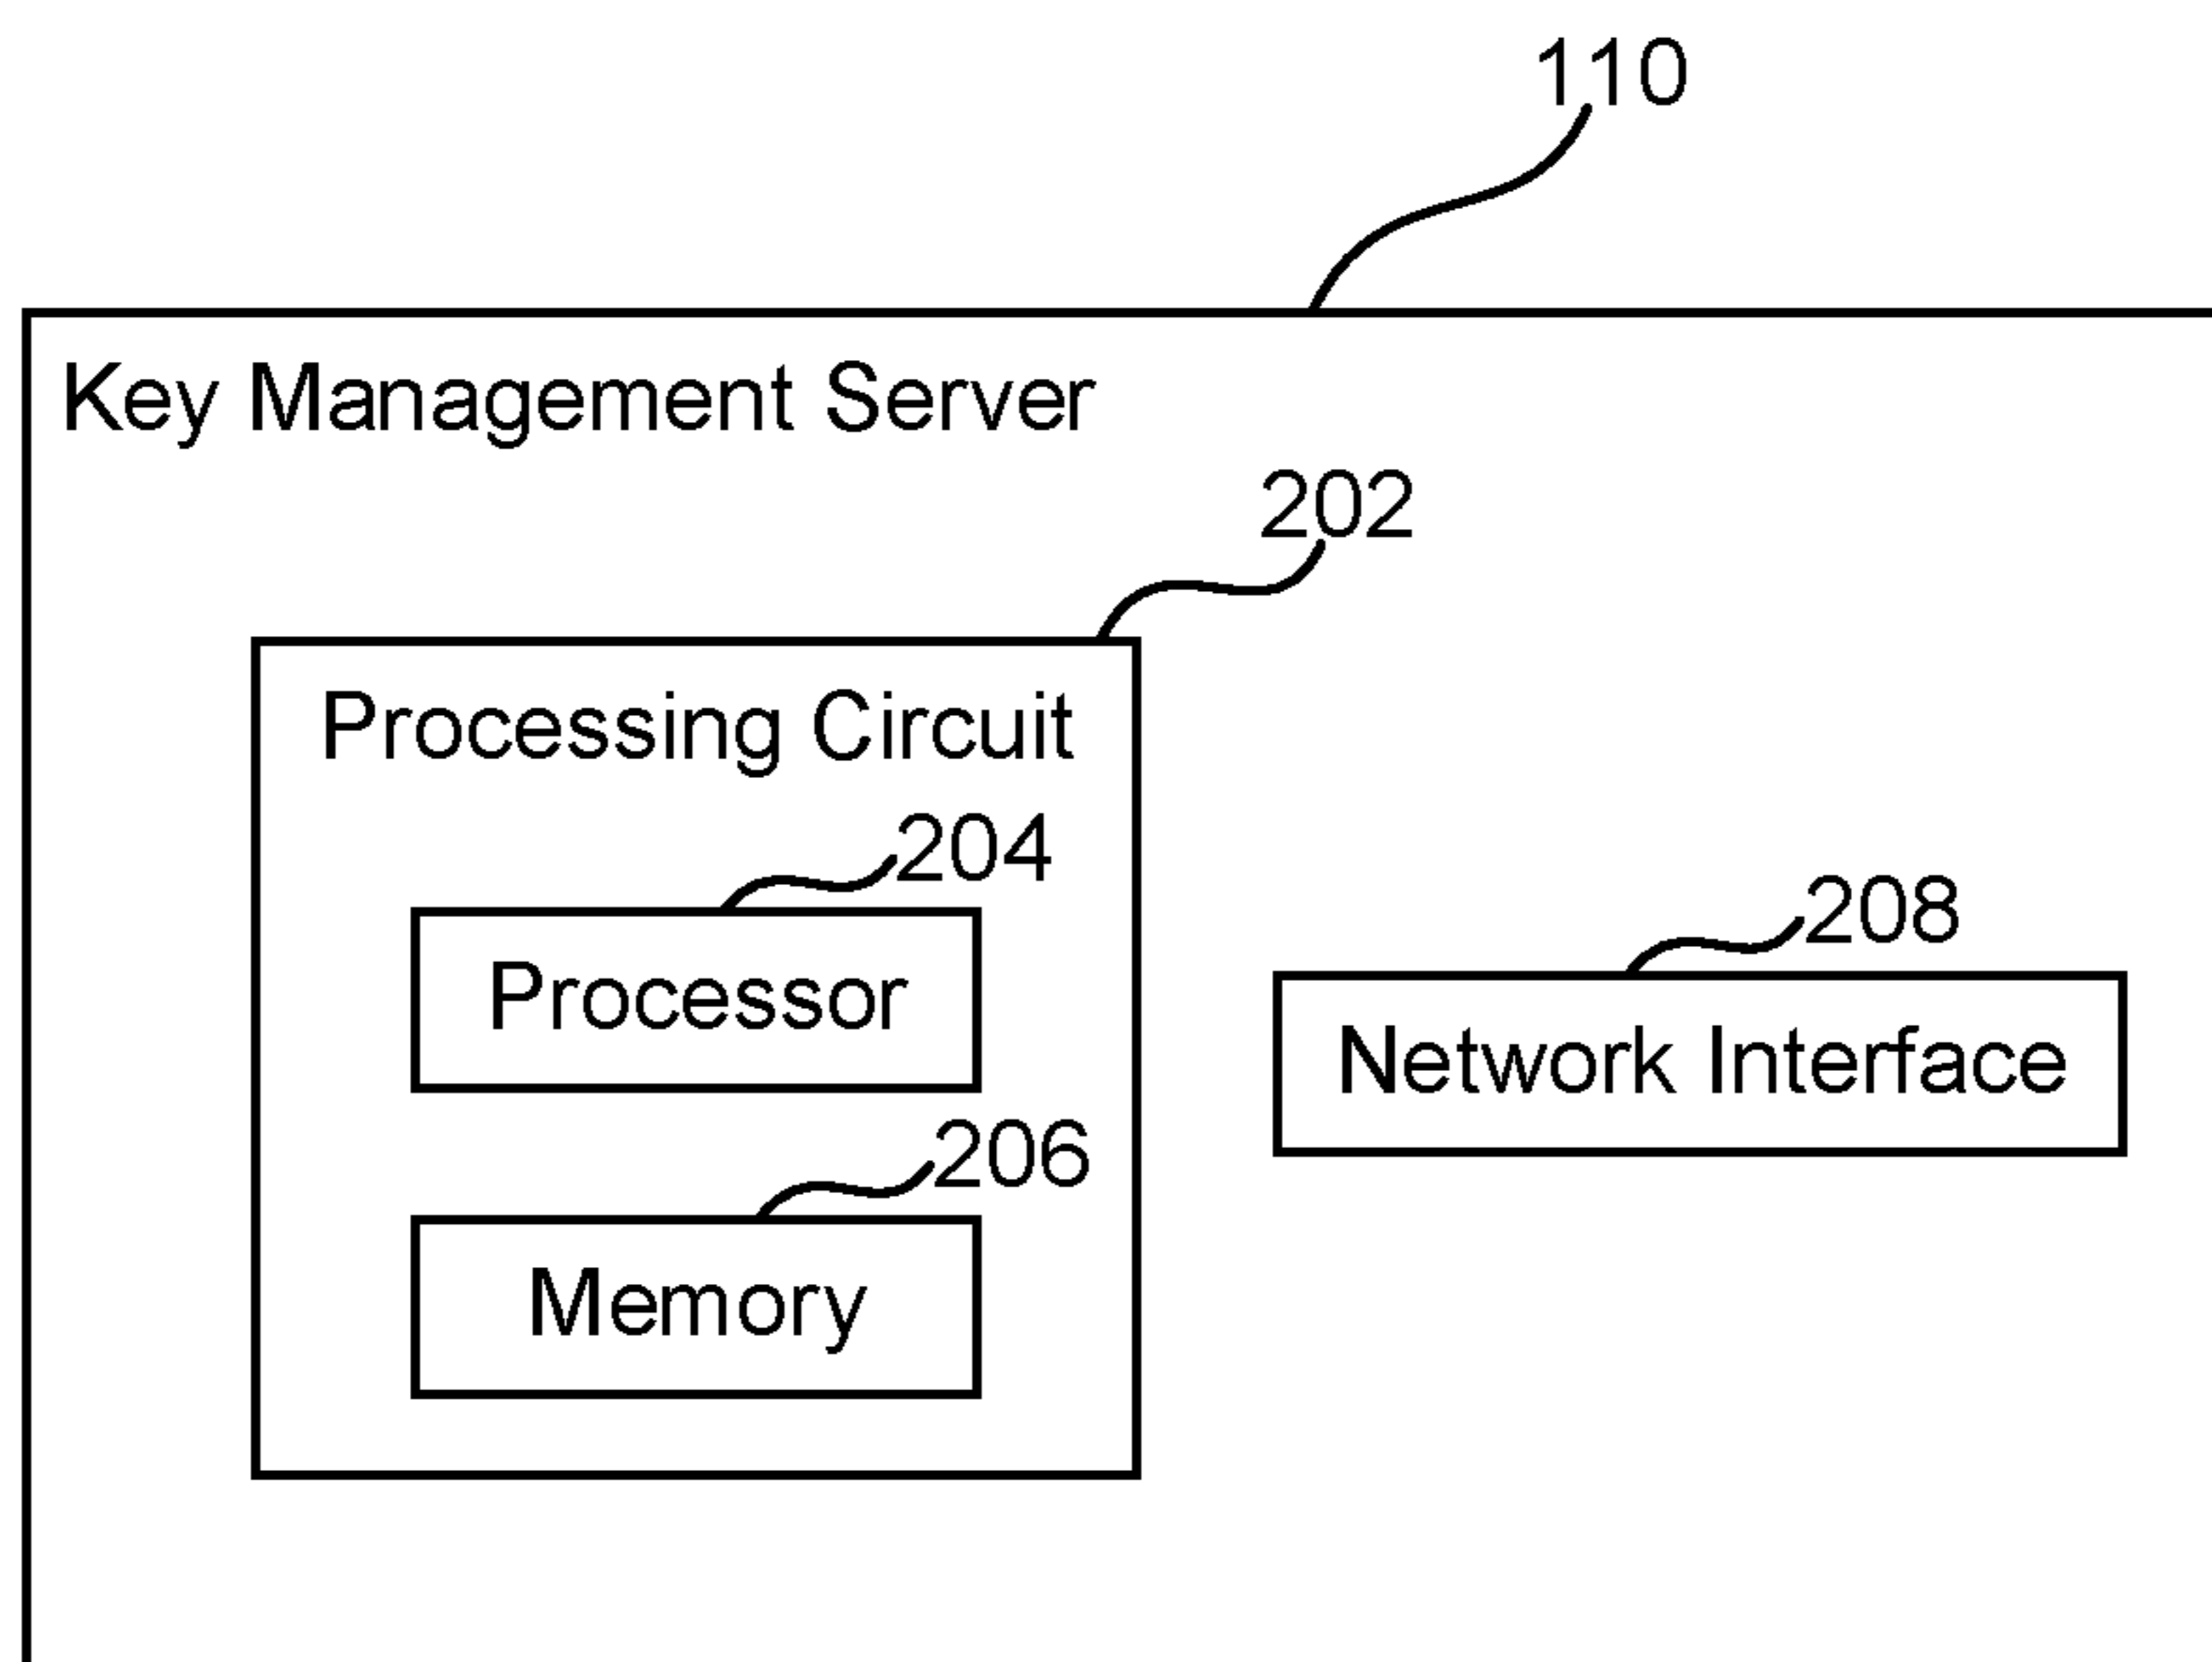 110
Key Management Server
202
Processing Circuit
204
Processor
208
Network Interface
206
Memory